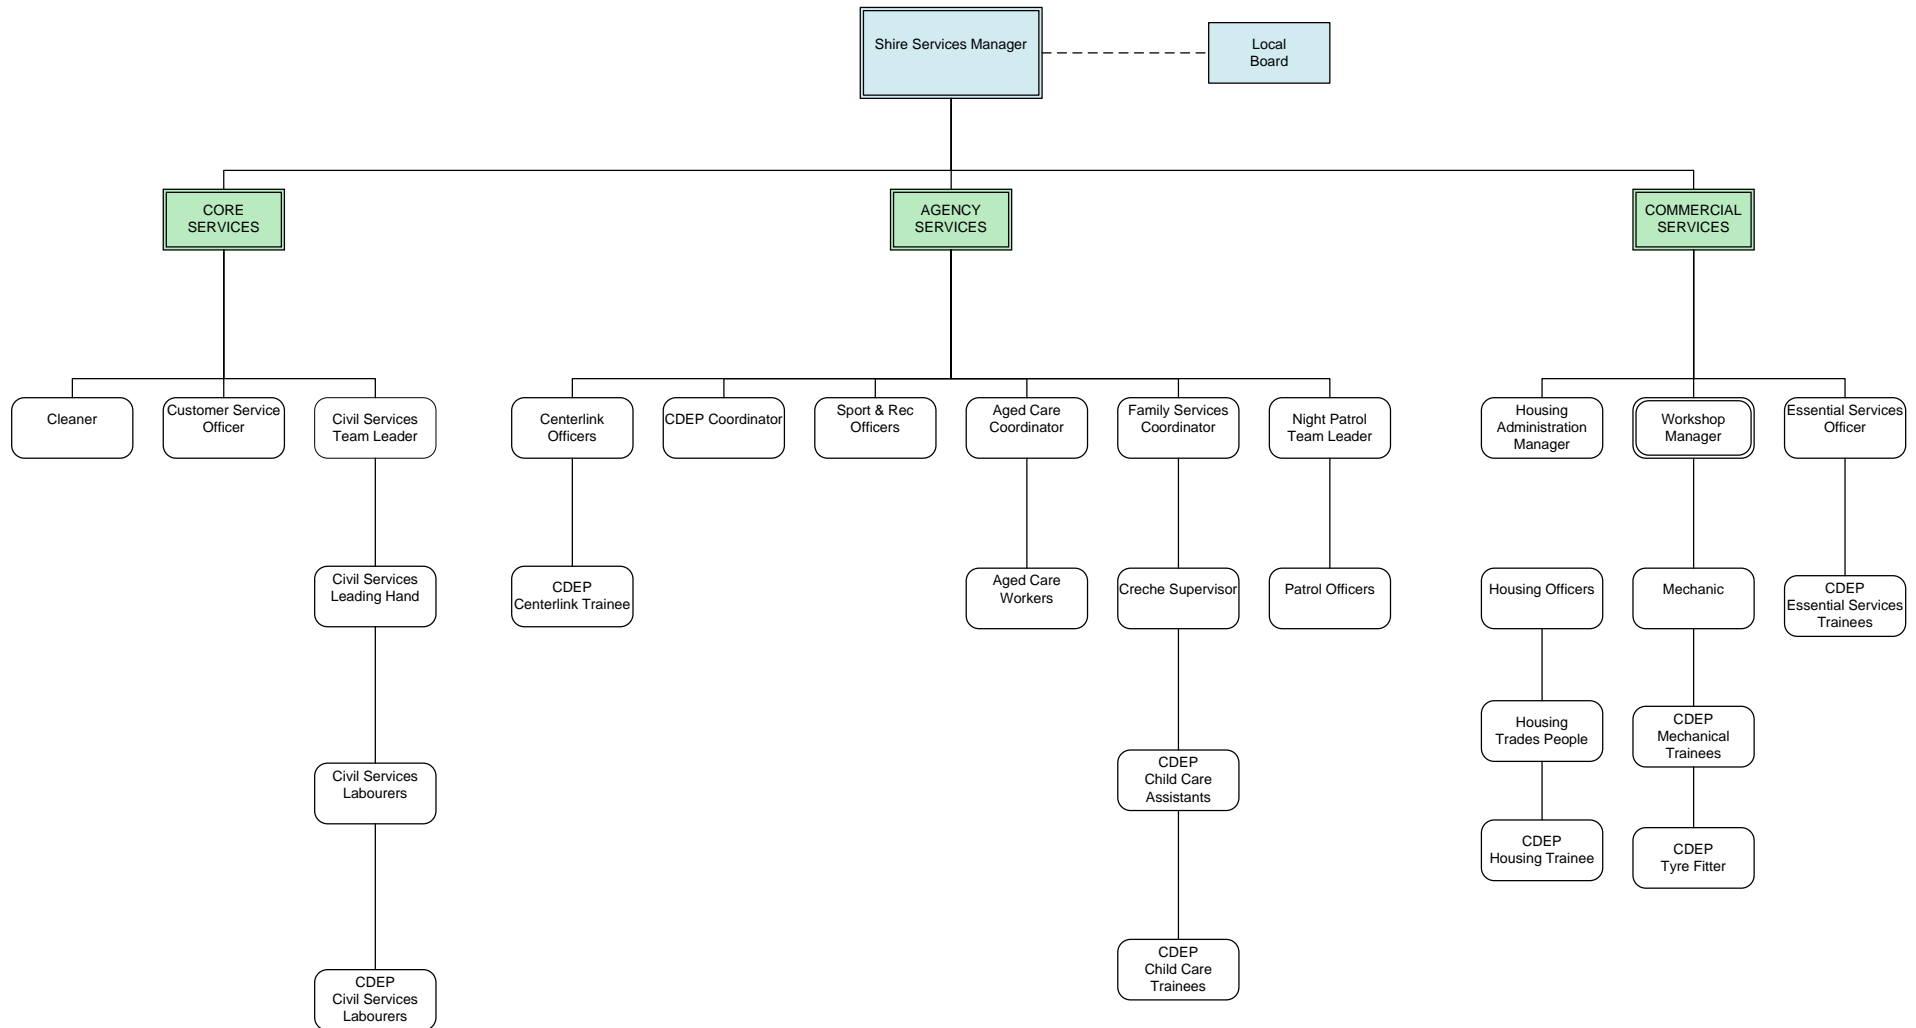 Shire Services Manager
Local
Board
CORE
SERVICES
AGENCY
SERVICES
COMMERCIAL
SERVICES
Cleaner
Customer Service
Officer
Civil Services
Team Leader
Centerlink
Officers
CDEP Coordinator
Sport & Rec
Officers
Aged Care
Coordinator
Family Services
Coordinator
Night Patrol
Team Leader
Housing
Administration
Manager
Workshop
Manager
Essential Services
Officer
Civil Services
Leading Hand
CDEP
Centerlink Trainee
Aged Care
Workers
Creche Supervisor
Patrol Officers
Housing Officers
Mechanic
CDEP
Essential Services
Trainees
Housing
Trades People
CDEP
Mechanical
Trainees
Civil Services
Labourers
CDEP
Child Care
Assistants
CDEP
Housing Trainee
CDEP
Tyre Fitter
CDEP
Civil Services
Labourers
CDEP
Child Care
Trainees